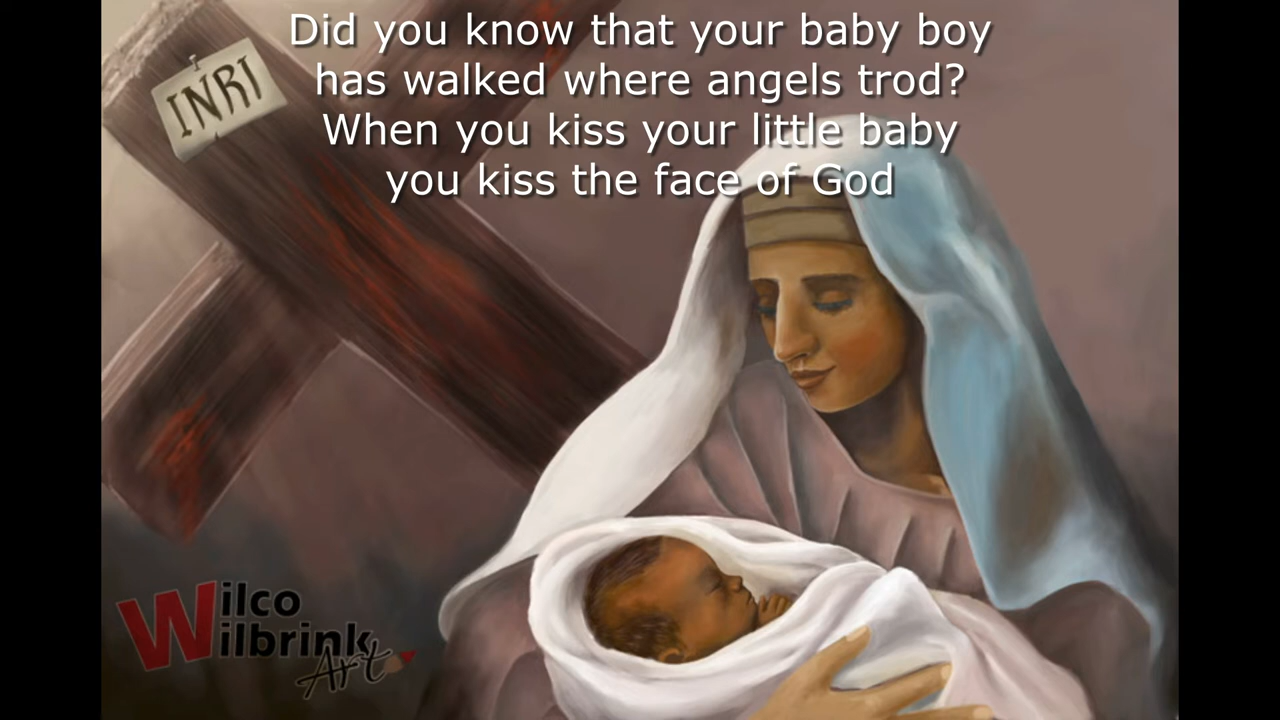 Did you know that your baby boy
has walked where angels trod?
When you kiss your little baby
you kiss the face of God
INRI
Wilco
Wilbrink
Art